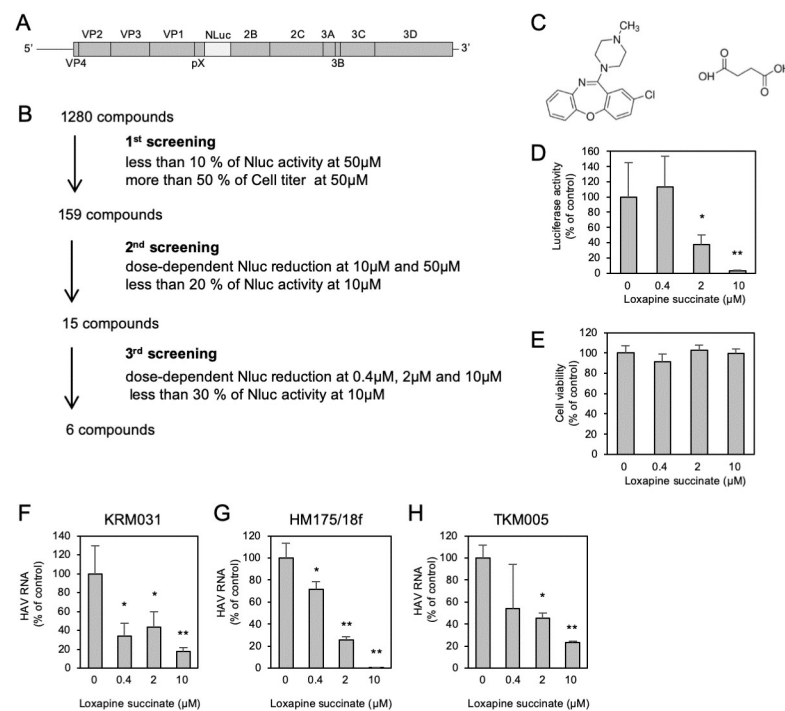 A
VP2 VP3 VP1 NLuc 2B 2C 3A 3C 3D
5’ 3’
VP4 pX 3B
B
1280 compounds
1st screening
less than 10 % of Nluc activity at 50µM
more than 50 % of Cell titer at 50µM
159 compounds
2nd screening
dose-dependent Nluc reduction at 10µM and 50µM
less than 20 % of Nluc activity at 10µM
15 compounds
3rd screening
dose-dependent Nluc reduction at 0.4µM, 2µM and 10µM
less than 30 % of Nluc activity at 10µM
6 compounds
C
CH3
N
N
N
Cl
O
O
OH
OH
O
D
Luciferase activity
(% of control)
160
140
120
100
80
60
40
20
0
* **
0 0.4 2 10
Loxapine succinate (µM)
E
Cell viability
(% of control)
120
100
80
60
40
20
0
0 0.4 2 10
Loxapine succinate (µM)
F
KRM031
HAV RNA
(% of control)
140
120
100
80
60
40
20
0
* * **
0 0.4 2 10
Loxapine succinate (µM)
G
HM175/18f
HAV RNA
(% of control)
120
100
80
60
40
20
0
* ** **
0 0.4 2 10
Loxapine succinate (µM)
H
TKM005
HAV RNA
(% of control)
120
100
80
60
40
20
0
* **
0 0.4 2 10
Loxapine succinate (µM)